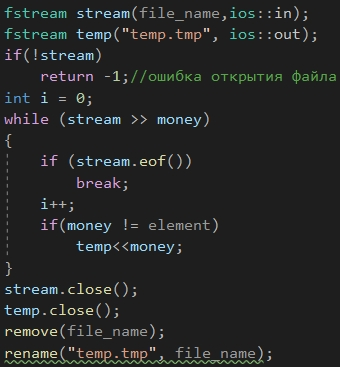 fstream stream(file_name,ios::in);
fstream temp("temp.tmp", ios::out);
if(!stream)
    return -1;//ошибка открытия файла
int i = 0;
while (stream >> money)
{
    if (stream.eof())
        break;
    i++;
    if(money != element)
        temp<<money;
}
stream.close();
temp.close();
remove(file_name);
rename("temp.tmp", file_name);